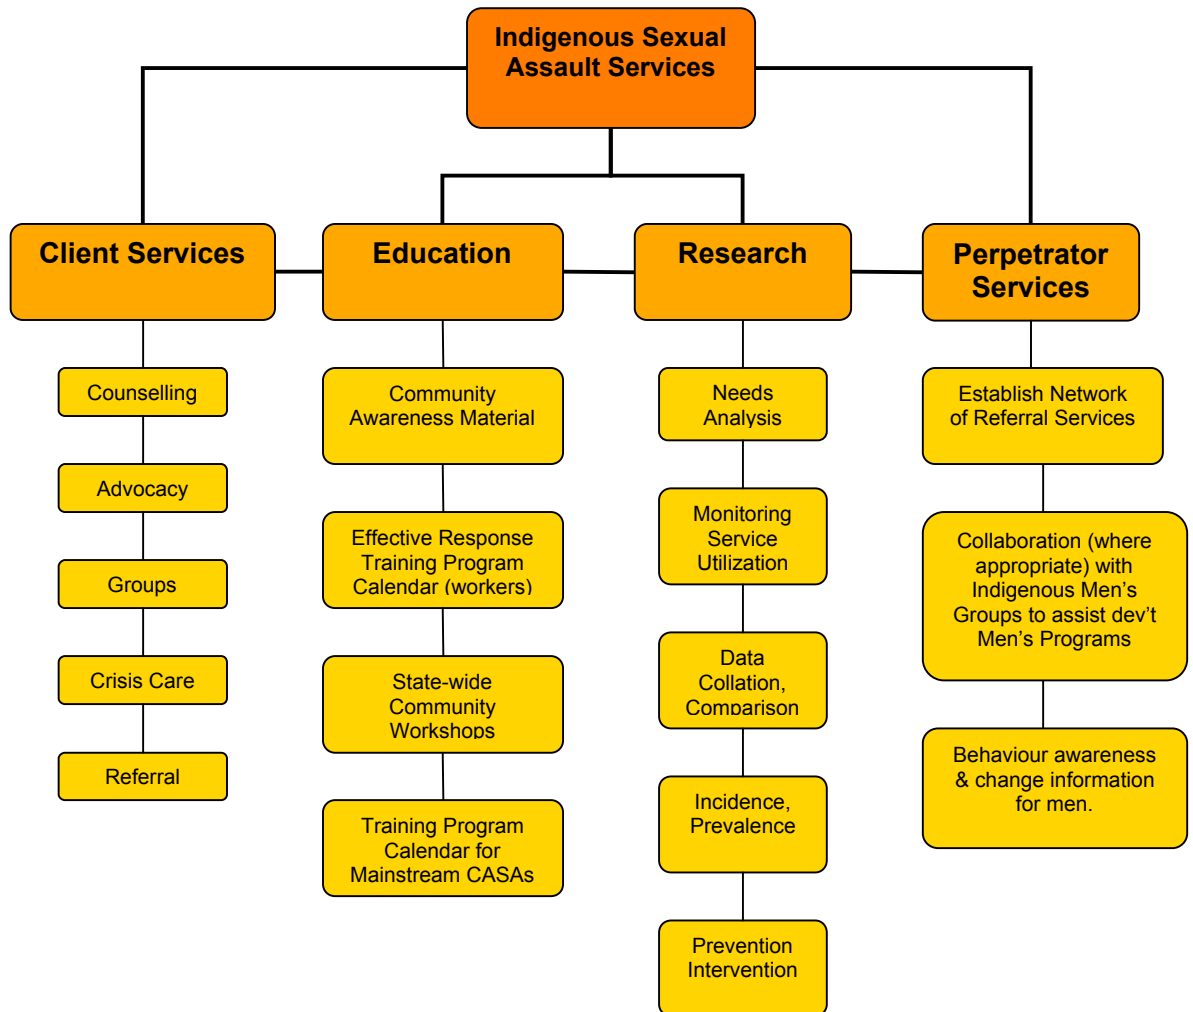 Indigenous Sexual
Assault Services
Client Services
Education
Research
Perpetrator
Services
Counselling
Advocacy
Groups
Crisis Care
Referral
Community
Awareness Material
Effective Response
Training Program
Calendar (workers)
State-wide
Community
Workshops
Training Program
Calendar for
Mainstream CASAs
Needs
Analysis
Monitoring
Service
Utilization
Data
Collation,
Comparison
Incidence,
Prevalence
Prevention
Intervention
Establish Network
of Referral Services
Collaboration (where
appropriate) with
Indigenous Men’s
Groups to assist dev’t
Men’s Programs
Behaviour awareness
& change information
for men.